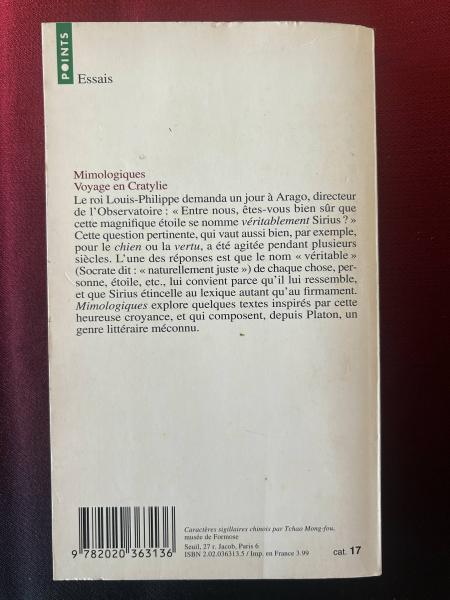 POINTS
Essais
Mimologiques
Voyage en Cratylie
Le roi Louis-Philippe demanda un jour à Arago, directeur
de l'Observatoire : « Entre nous, êtes-vous bien sûr que
cette magnifique étoile se nomme véritablement Sirius ? »
Cette question pertinente, qui vaut aussi bien, par exemple,
pour le chien ou la vertu, a été agitée pendant plusieurs
siècles. L'une des réponses est que le nom « véritable »
(Socrate dit : « naturellement juste ») de chaque chose, per-
sonne, étoile, etc., lui convient parce qu'il lui ressemble,
et que Sirius étincelle au lexique autant qu'au firmament.
Mimologiques explore quelques textes inspirés par cette
heureuse croyance, et qui composent, depuis Platon, un
genre littéraire méconnu.
Caractères sigillaires chinois par Tchao Mong-fou,
musée de Formose
Seuil, 27 r. Jacob, Paris 6
ISBN 2.02.036313.5 / Imp. en France 3.99
cat. 17
9 782020 363136